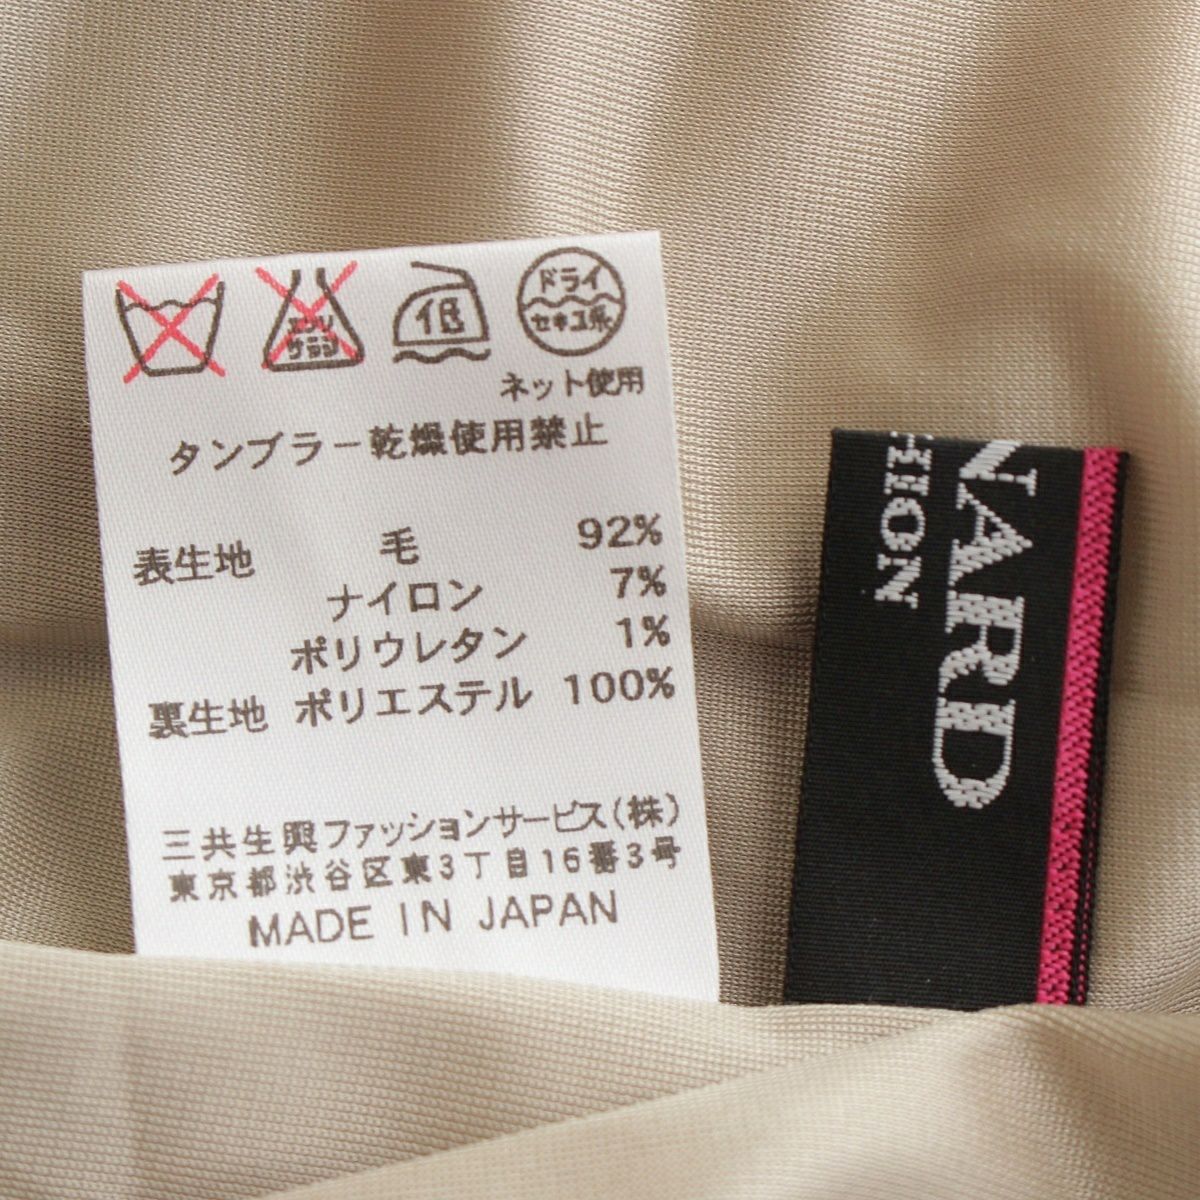 エンソ
サラシ
低
ドライ
セキユ系
ネット使用
タンブラー乾燥使用禁止
表生地 毛 92%
ナイロン 7%
ポリウレタン 1%
裏生地 ポリエステル 100%
三共生興ファッションサービス(株)
東京都渋谷区東3丁目16番3号
MADE IN JAPAN
NARD
HION